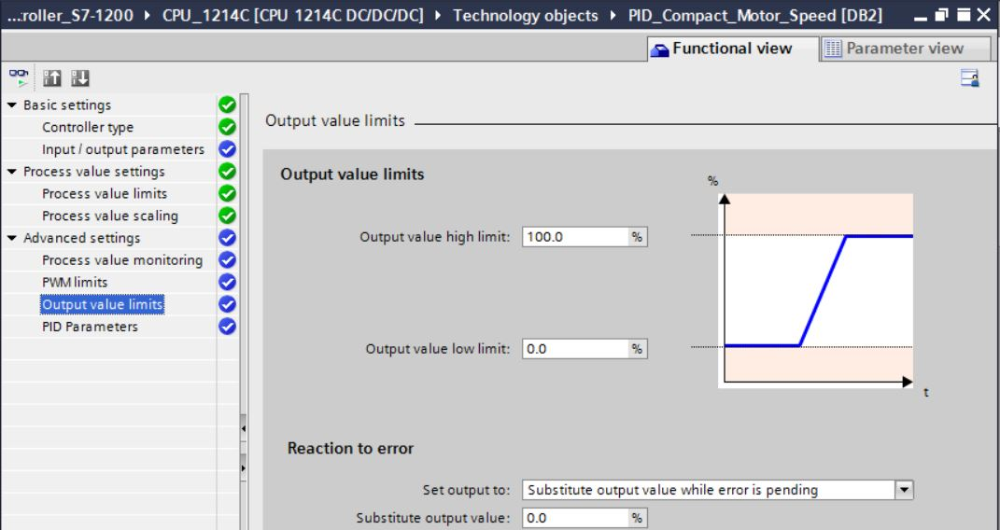 ...:roller_S7-1200 ▸ CPU_1214C [CPU 1214C DC/DC/DC] ▸ Technology objects ▸ PID_Compact_Motor_Speed [DB2]
Functional view
Parameter view
Basic settings
Controller type
Input / output parameters
Process value settings
Process value limits
Process value scaling
Advanced settings
Process value monitoring
PWM limits
Output value limits
PID Parameters
Output value limits
Output value limits
%
Output value high limit: 100.0 %
Output value low limit: 0.0 %
t
Reaction to error
Set output to: Substitute output value while error is pending
Substitute output value: 0.0 %